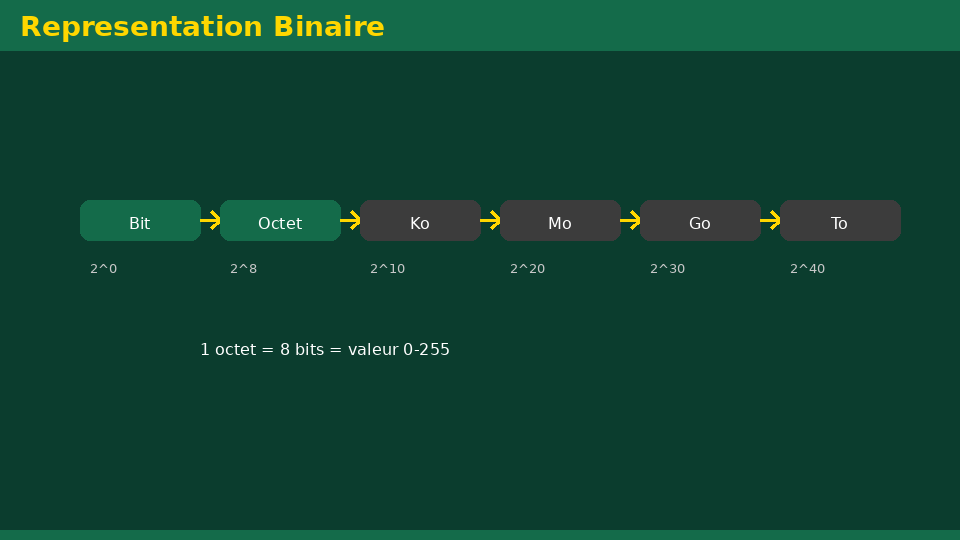 Representation Binaire
Bit Octet Ko Mo Go To
2^0 2^8 2^10 2^20 2^30 2^40
1 octet = 8 bits = valeur 0-255